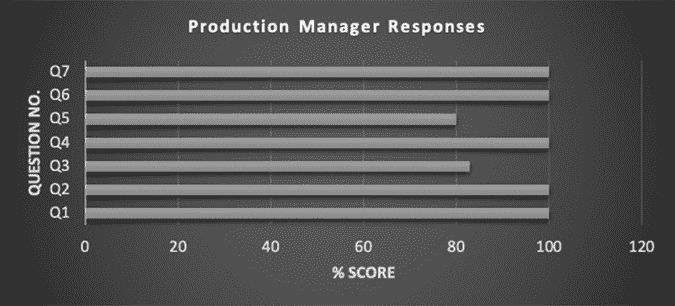 Production Manager Responses
QUESTION NO.
Q7
Q6
Q5
Q4
Q3
Q2
Q1
0 20 40 60 80 100 120
% SCORE